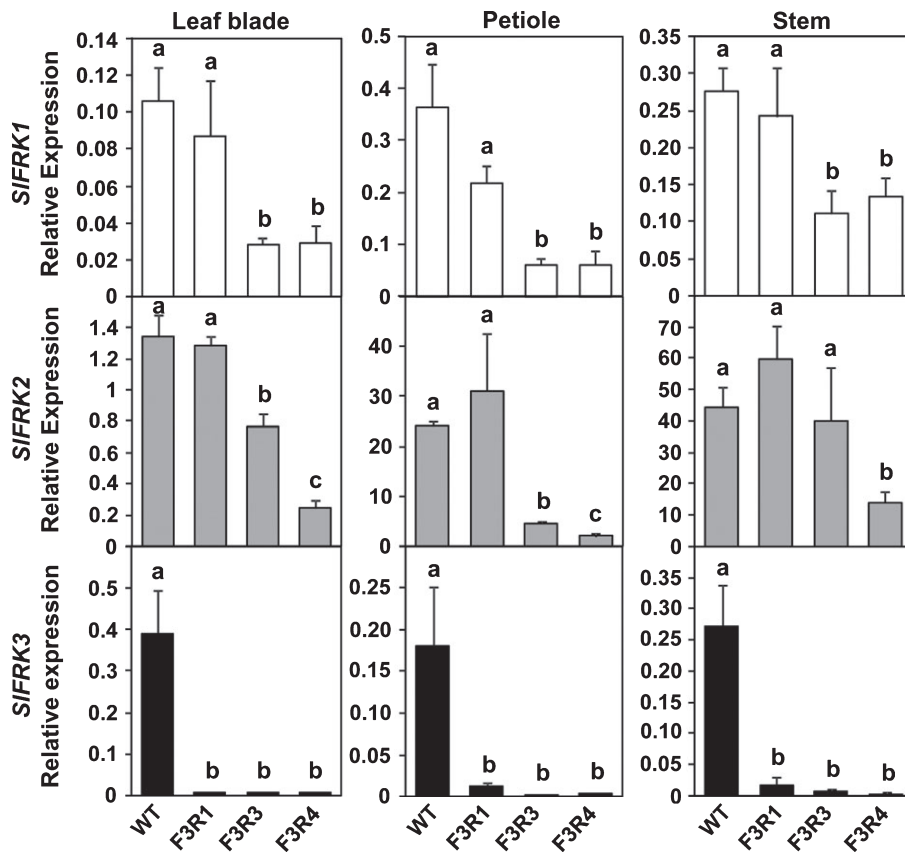 Leaf blade
Petiole
Stem
SlFRK1
Relative Expression
0.14
0.12
0.10
0.08
0.06
0.04
0.02
0
a
a
b
b
0.5
0.4
0.3
0.2
0.1
0
a
a
b
b
0.35
0.30
0.25
0.20
0.15
0.10
0.05
0
a
a
b
b
SlFRK2
Relative Expression
1.4
1.2
1
0.8
0.6
0.4
0.2
0
a
a
b
c
40
30
20
10
0
a
a
b
c
70
60
50
40
30
20
10
0
a
a
a
b
SlFRK3
Relative expression
0.5
0.4
0.3
0.2
0.1
0
a
b
b
b
0.25
0.20
0.15
0.10
0.05
0
a
b
b
b
0.35
0.30
0.25
0.20
0.15
0.10
0.05
0
a
b
b
b
WT
F3R1
F3R3
F3R4
WT
F3R1
F3R3
F3R4
WT
F3R1
F3R3
F3R4